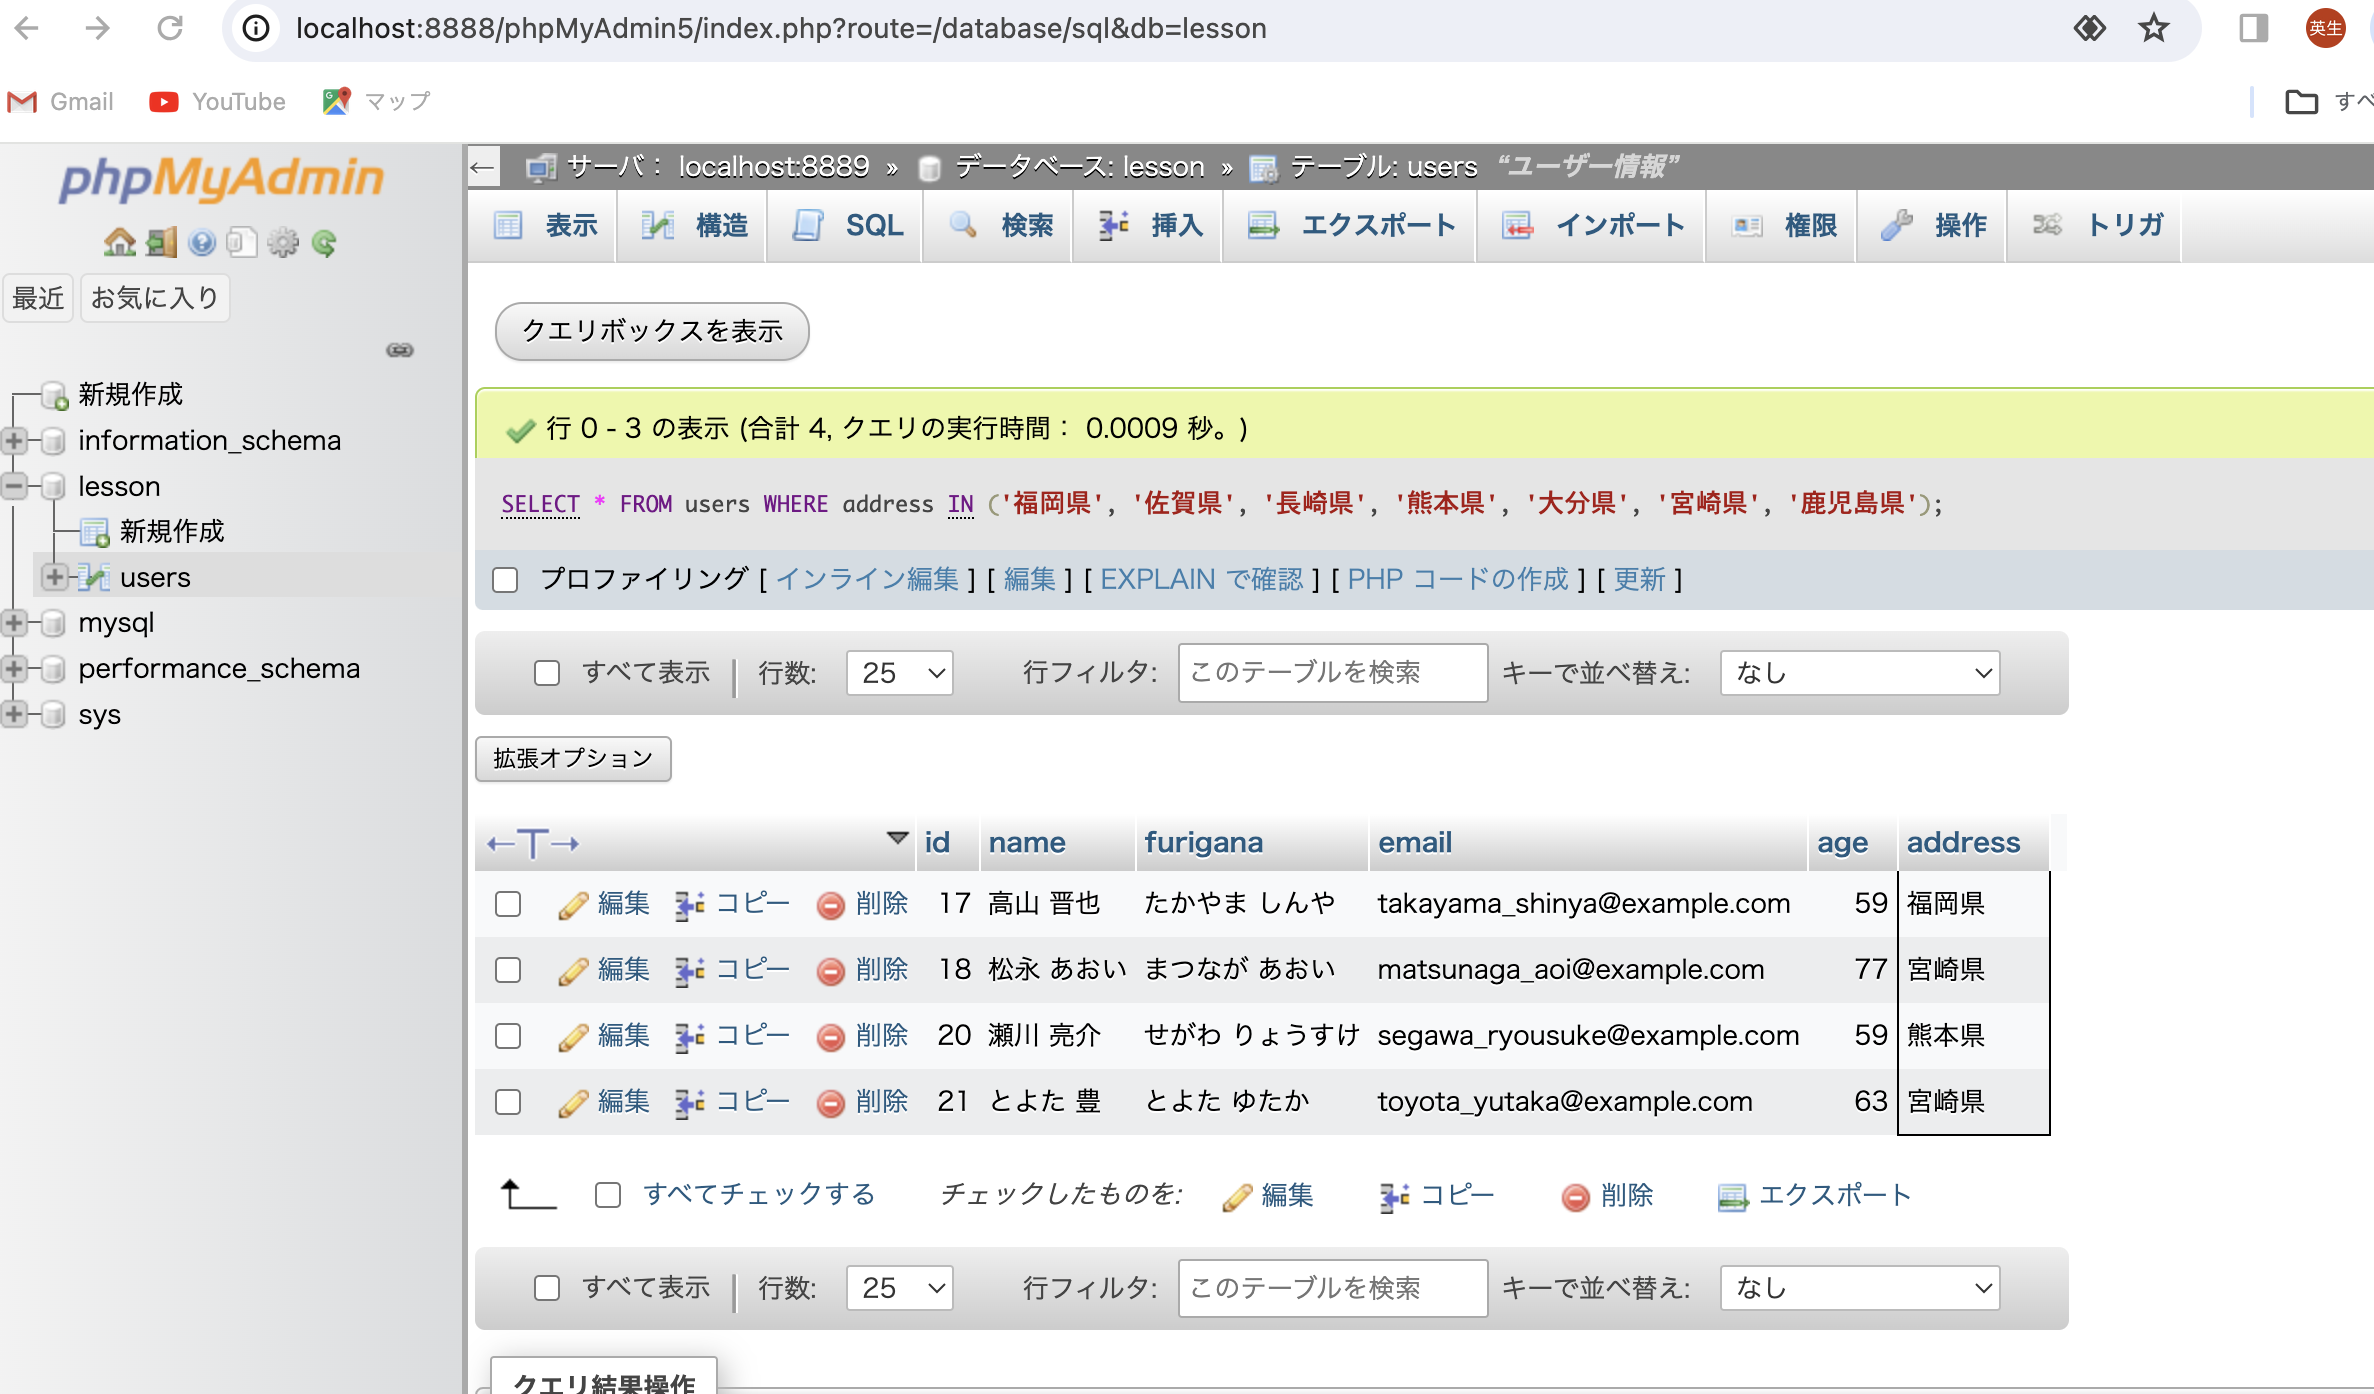 localhost:8888/phpMyAdmin5/index.php?route=/database/sql&db=lesson
英生
Gmail YouTube マップ
すべ
phpMyAdmin
最近 お気に入り
新規作成
information_schema
lesson
新規作成
users
mysql
performance_schema
sys
← サーバ： localhost:8889 » データベース: lesson » テーブル: users “ユーザー情報”
表示 構造 SQL 検索 挿入 エクスポート インポート 権限 操作 トリガ
クエリボックスを表示
行 0 - 3 の表示 (合計 4, クエリの実行時間： 0.0009 秒。)
SELECT * FROM users WHERE address IN ('福岡県', '佐賀県', '長崎県', '熊本県', '大分県', '宮崎県', '鹿児島県');
プロファイリング [ インライン編集 ] [ 編集 ] [ EXPLAIN で確認 ] [ PHP コードの作成 ] [ 更新 ]
すべて表示 | 行数: 25 行フィルタ: このテーブルを検索 キーで並べ替え: なし
拡張オプション
←T→ id name furigana email age address
編集 コピー 削除 17 高山 晋也 たかやま しんや takayama_shinya@example.com 59 福岡県
編集 コピー 削除 18 松永 あおい まつなが あおい matsunaga_aoi@example.com 77 宮崎県
編集 コピー 削除 20 瀬川 亮介 せがわ りょうすけ segawa_ryousuke@example.com 59 熊本県
編集 コピー 削除 21 とよた 豊 とよた ゆたか toyota_yutaka@example.com 63 宮崎県
すべてチェックする チェックしたものを: 編集 コピー 削除 エクスポート
すべて表示 | 行数: 25 行フィルタ: このテーブルを検索 キーで並べ替え: なし
クエリ結果操作